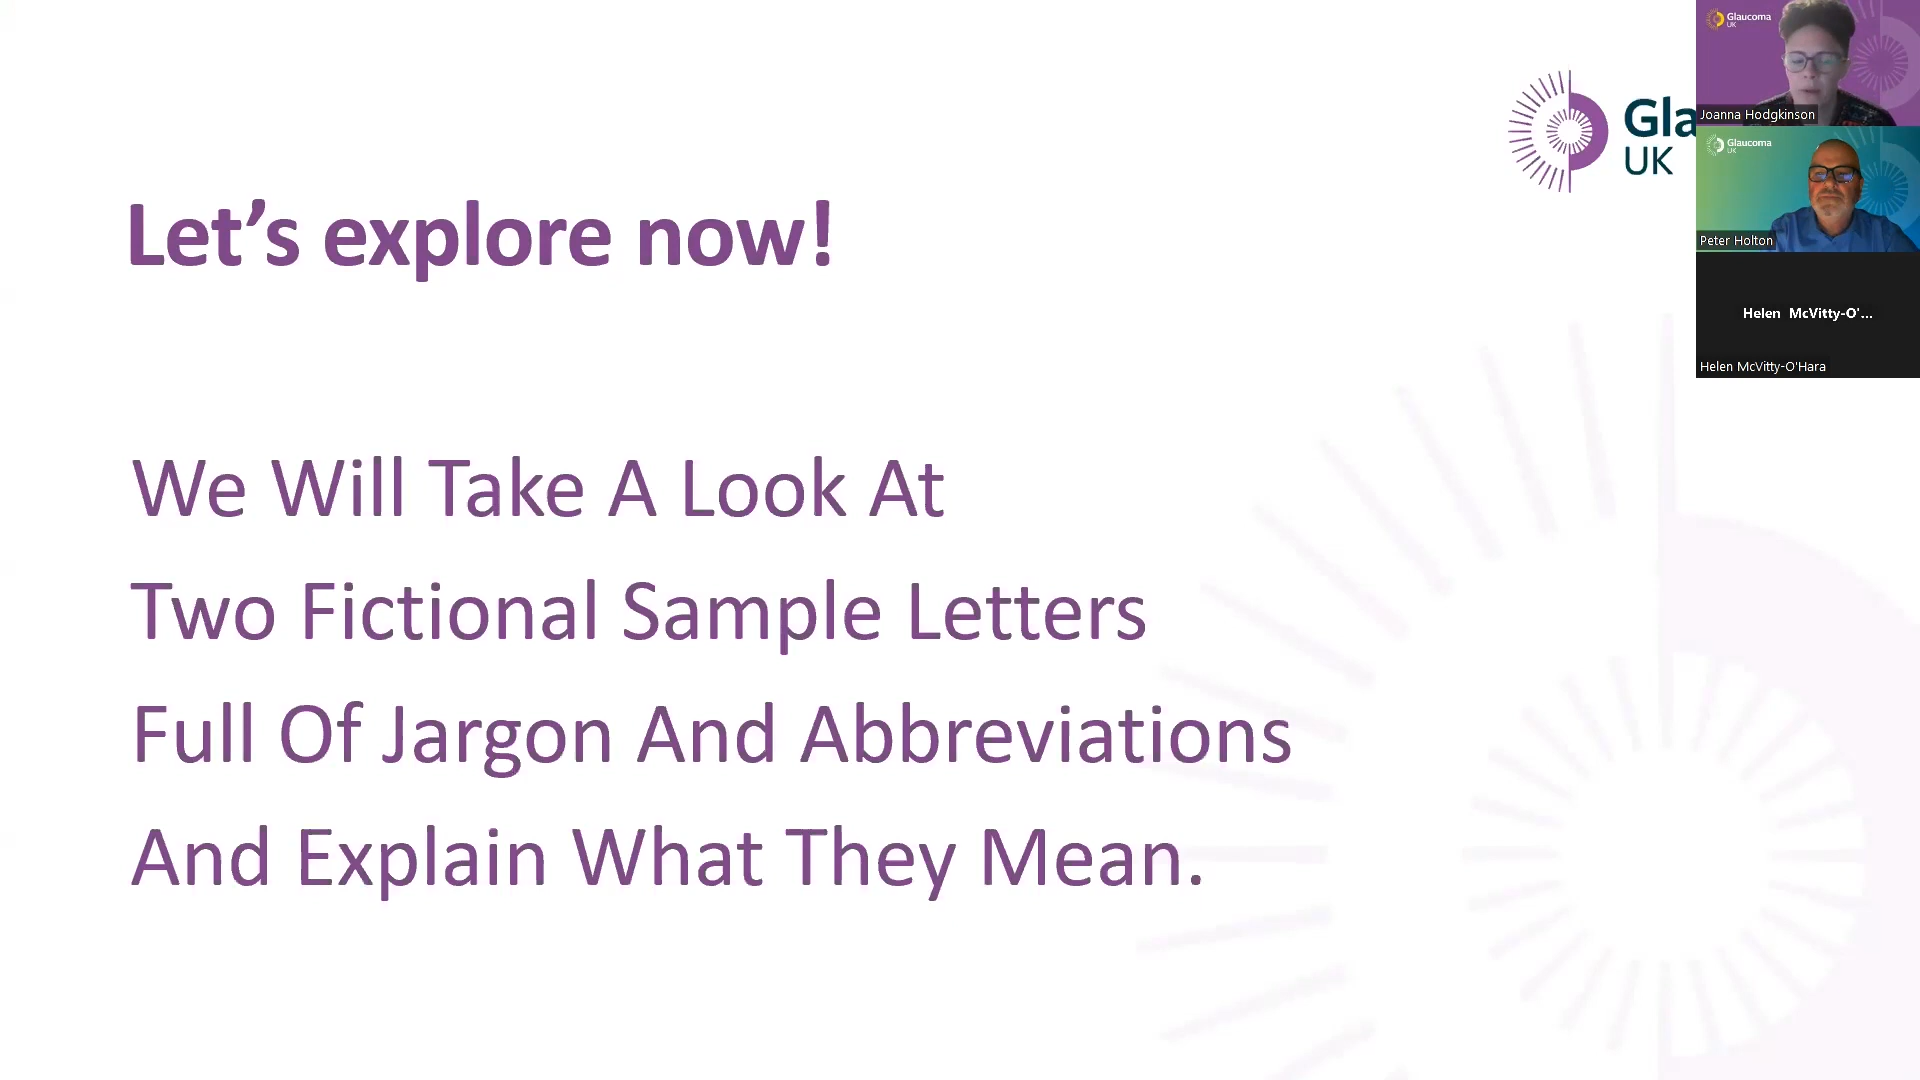 Let’s explore now!
We Will Take A Look At
Two Fictional Sample Letters
Full Of Jargon And Abbreviations
And Explain What They Mean.
Gla
UK
Glaucoma
UK
Joanna Hodgkinson
Glaucoma
UK
Peter Holton
Helen McVitty-O'...
Helen McVitty-O'Hara